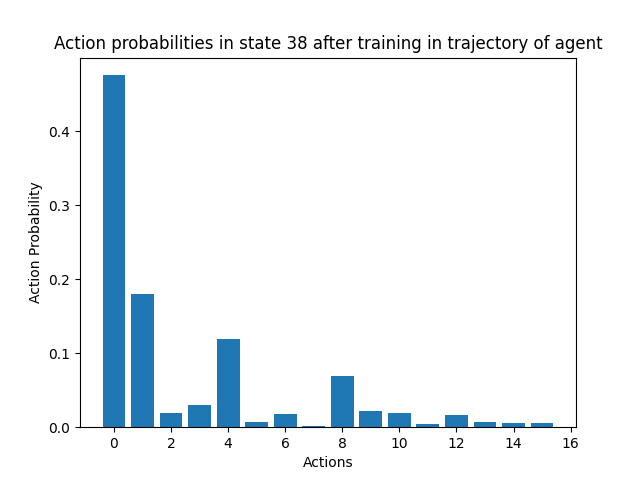 Action probabilities in state 38 after training in trajectory of agent
0.4
0.3
0.2
0.1
0.0
Action Probability
0 2 4 6 8 10 12 14 16
Actions